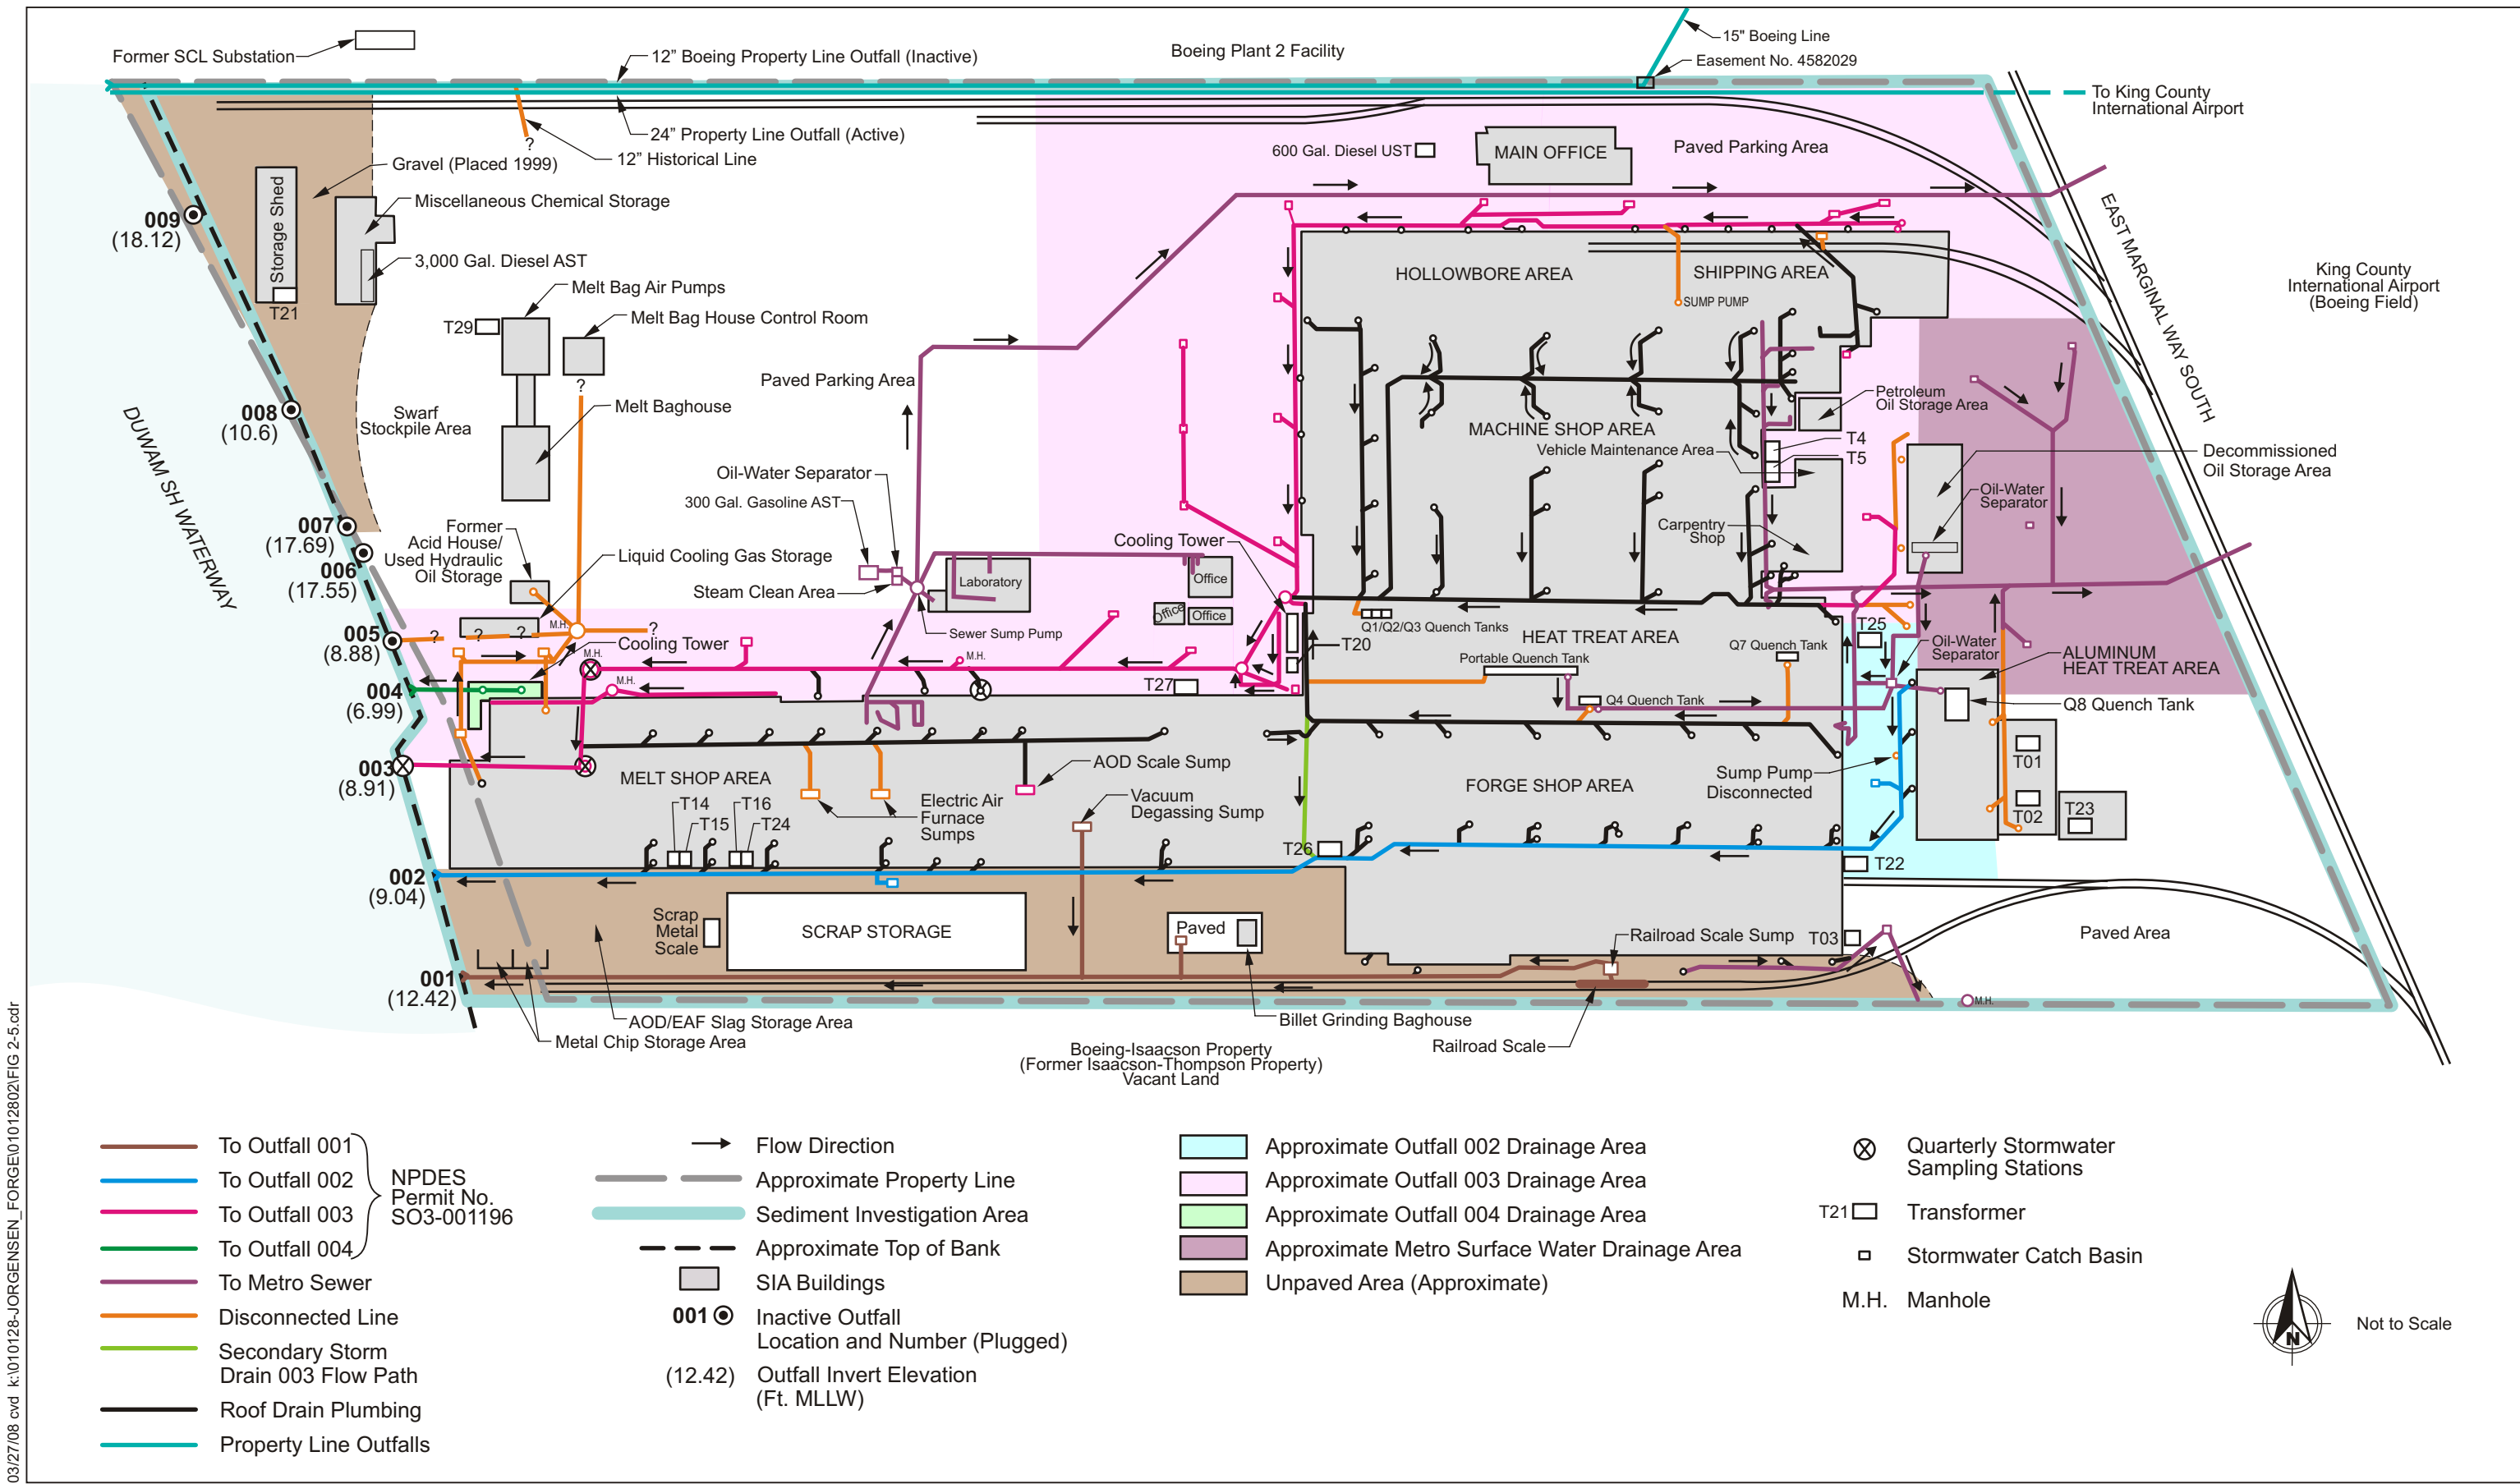 Former SCL Substation
12” Boeing Property Line Outfall (Inactive)
Boeing Plant 2 Facility
15" Boeing Line
Easement No. 4582029
To King County
International Airport
24” Property Line Outfall (Active)
12” Historical Line
?
Gravel (Placed 1999)
600 Gal. Diesel UST
MAIN OFFICE
Paved Parking Area
009
(18.12)
Storage Shed
T21
Miscellaneous Chemical Storage
3,000 Gal. Diesel AST
Melt Bag Air Pumps
T29
Melt Bag House Control Room
?
HOLLOWBORE AREA
SHIPPING AREA
SUMP PUMP
EAST MARGINAL WAY SOUTH
King County
International Airport
(Boeing Field)
Paved Parking Area
008
(10.6)
Swarf
Stockpile Area
Melt Baghouse
DUWAM SH WATERWAY
MACHINE SHOP AREA
Vehicle Maintenance Area
Petroleum
Oil Storage Area
T4
T5
Decommissioned
Oil Storage Area
Oil-Water
Separator
Carpentry
Shop
Oil-Water Separator
300 Gal. Gasoline AST
007
(17.69)
006
(17.55)
Former
Acid House/
Used Hydraulic
Oil Storage
Liquid Cooling Gas Storage
Steam Clean Area
Laboratory
Office
Office
Office
Cooling Tower
Sewer Sump Pump
005
(8.88)
?
?
?
M.H.
?
Cooling Tower
M.H.
M.H.
M.H.
004
(6.99)
T27
T20
Q1/Q2/Q3 Quench Tanks
HEAT TREAT AREA
Portable Quench Tank
Q7 Quench Tank
Q4 Quench Tank
T25
Oil-Water
Separator
ALUMINUM
HEAT TREAT AREA
Q8 Quench Tank
003
(8.91)
MELT SHOP AREA
T14
T15
T16
T24
Electric Air
Furnace
Sumps
AOD Scale Sump
Vacuum
Degassing Sump
FORGE SHOP AREA
Sump Pump
Disconnected
T01
T02
T23
T26
T22
002
(9.04)
Scrap
Metal
Scale
SCRAP STORAGE
Paved
Railroad Scale Sump
T03
Paved Area
001
(12.42)
M.H.
AOD/EAF Slag Storage Area
Metal Chip Storage Area
Billet Grinding Baghouse
Railroad Scale
Boeing-Isaacson Property
(Former Isaacson-Thompson Property)
Vacant Land
To Outfall 001
To Outfall 002
To Outfall 003
To Outfall 004
NPDES
Permit No.
SO3-001196
To Metro Sewer
Disconnected Line
Secondary Storm
Drain 003 Flow Path
Roof Drain Plumbing
Property Line Outfalls
Flow Direction
Approximate Property Line
Sediment Investigation Area
Approximate Top of Bank
SIA Buildings
001
Inactive Outfall
Location and Number (Plugged)
(12.42)
Outfall Invert Elevation
(Ft. MLLW)
Approximate Outfall 002 Drainage Area
Approximate Outfall 003 Drainage Area
Approximate Outfall 004 Drainage Area
Approximate Metro Surface Water Drainage Area
Unpaved Area (Approximate)
Quarterly Stormwater
Sampling Stations
T21
Transformer
Stormwater Catch Basin
M.H.
Manhole
N
Not to Scale
03/27/08 cvd k:\010128-JORGENSEN_FORGE\01012802\FIG 2-5.cdr